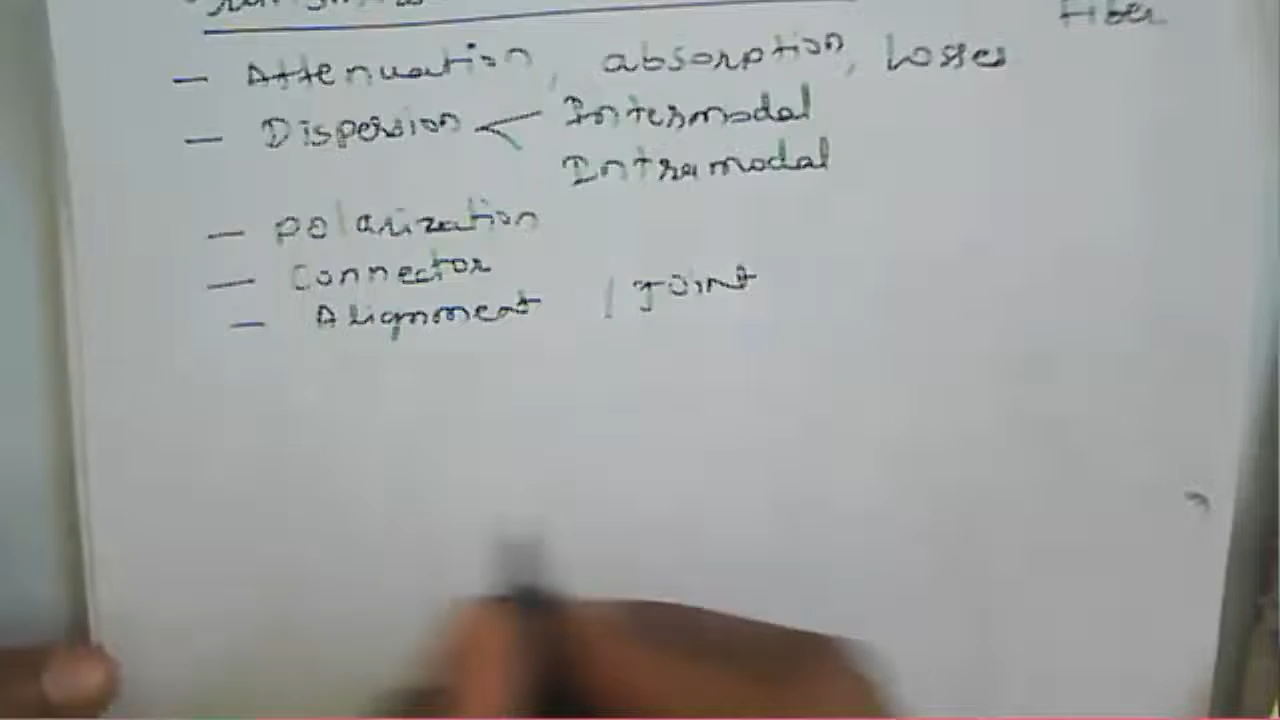 Fiber
— Attenuation, absorption, Losses
— Dispersion < Intermodal
Intramodal
— Polarization
— Connector
— Alignment / Joint